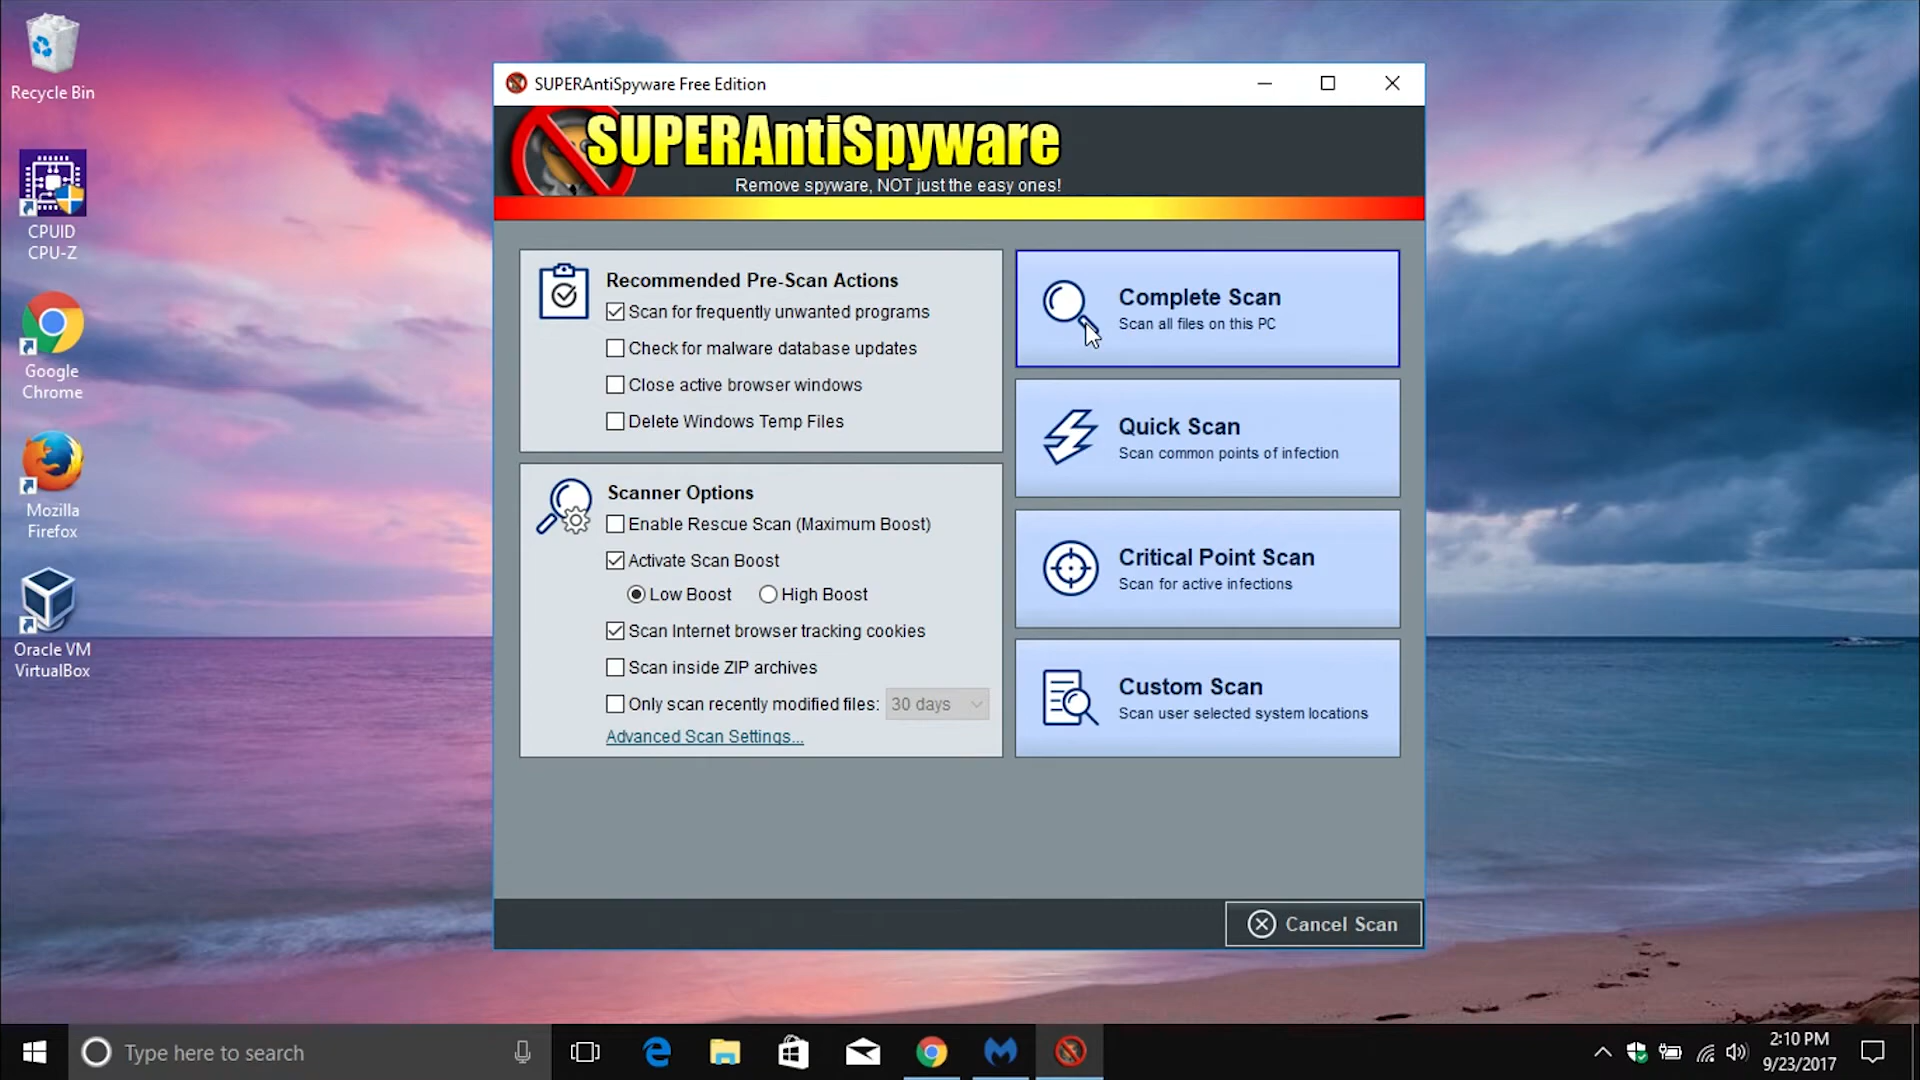 Recycle Bin
CPUID
CPU-Z
Google
Chrome
Mozilla
Firefox
Oracle VM
VirtualBox
SUPERAntiSpyware Free Edition
SUPERAntiSpyware
Remove spyware, NOT just the easy ones!
Recommended Pre-Scan Actions
Scan for frequently unwanted programs
Check for malware database updates
Close active browser windows
Delete Windows Temp Files
Scanner Options
Enable Rescue Scan (Maximum Boost)
Activate Scan Boost
Low Boost High Boost
Scan Internet browser tracking cookies
Scan inside ZIP archives
Only scan recently modified files: 30 days
Advanced Scan Settings...
Complete Scan
Scan all files on this PC
Quick Scan
Scan common points of infection
Critical Point Scan
Scan for active infections
Custom Scan
Scan user selected system locations
Cancel Scan
Type here to search
2:10 PM
9/23/2017